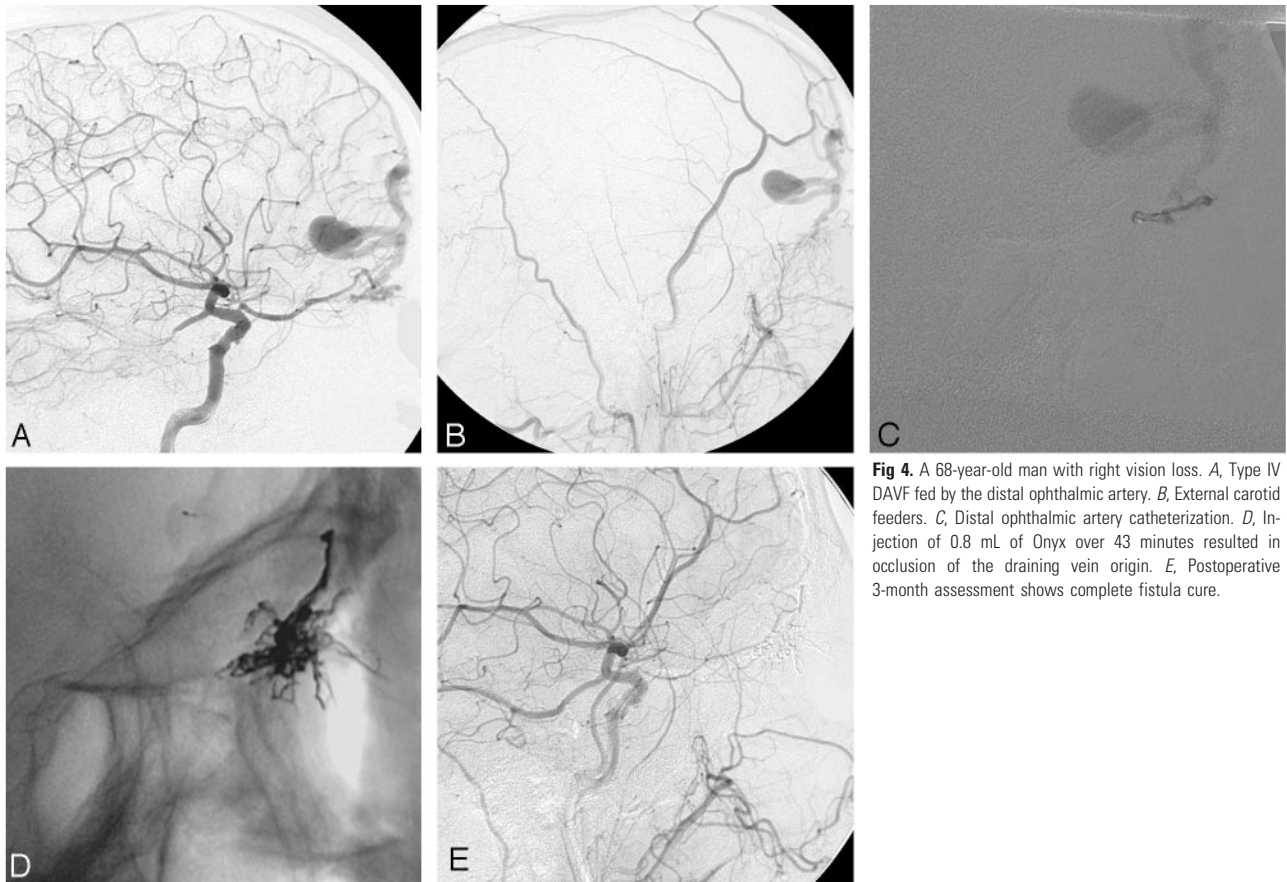 A
B
C
D
E
Fig 4. A 68-year-old man with right vision loss. A, Type IV
DAVF fed by the distal ophthalmic artery. B, External carotid
feeders. C, Distal ophthalmic artery catheterization. D, In-
jection of 0.8 mL of Onyx over 43 minutes resulted in
occlusion of the draining vein origin. E, Postoperative
3-month assessment shows complete fistula cure.